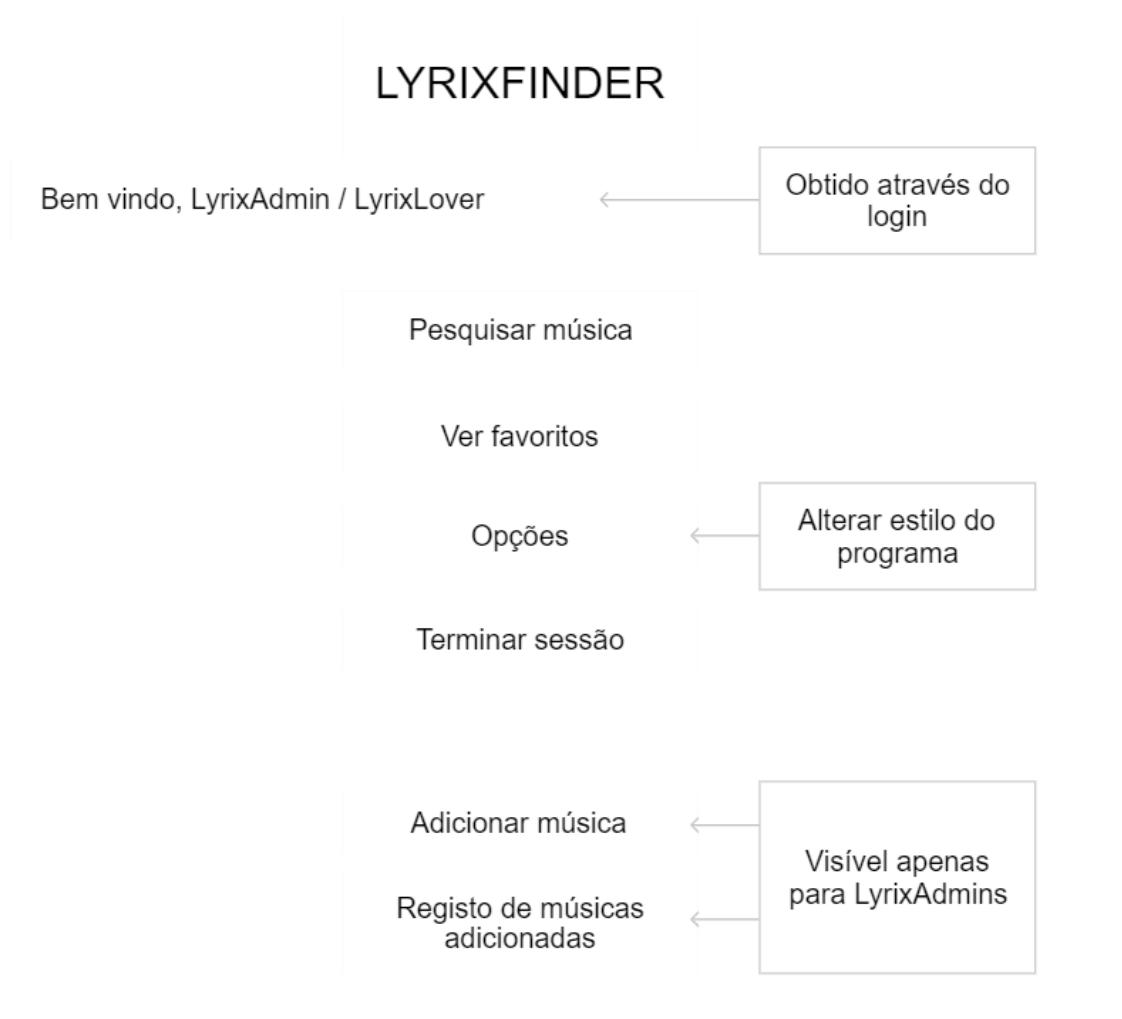 LYRIXFINDER
Bem vindo, LyrixAdmin / LyrixLover
Obtido através do
login
Pesquisar música
Ver favoritos
Opções
Alterar estilo do
programa
Terminar sessão
Adicionar música
Registo de músicas
adicionadas
Visível apenas
para LyrixAdmins